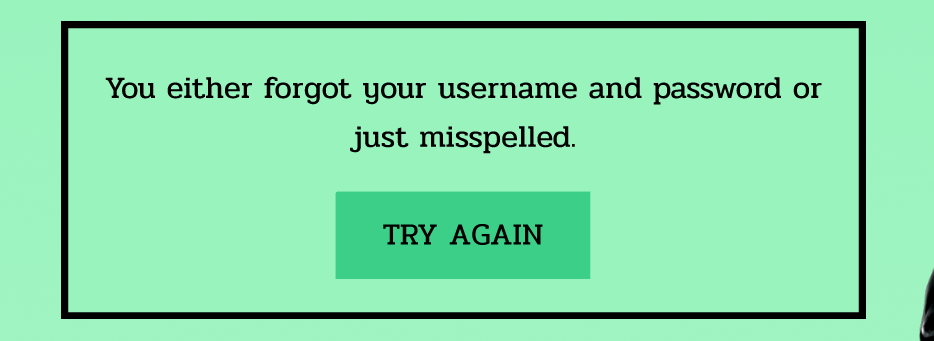 You either forgot your username and password or
just misspelled.
TRY AGAIN